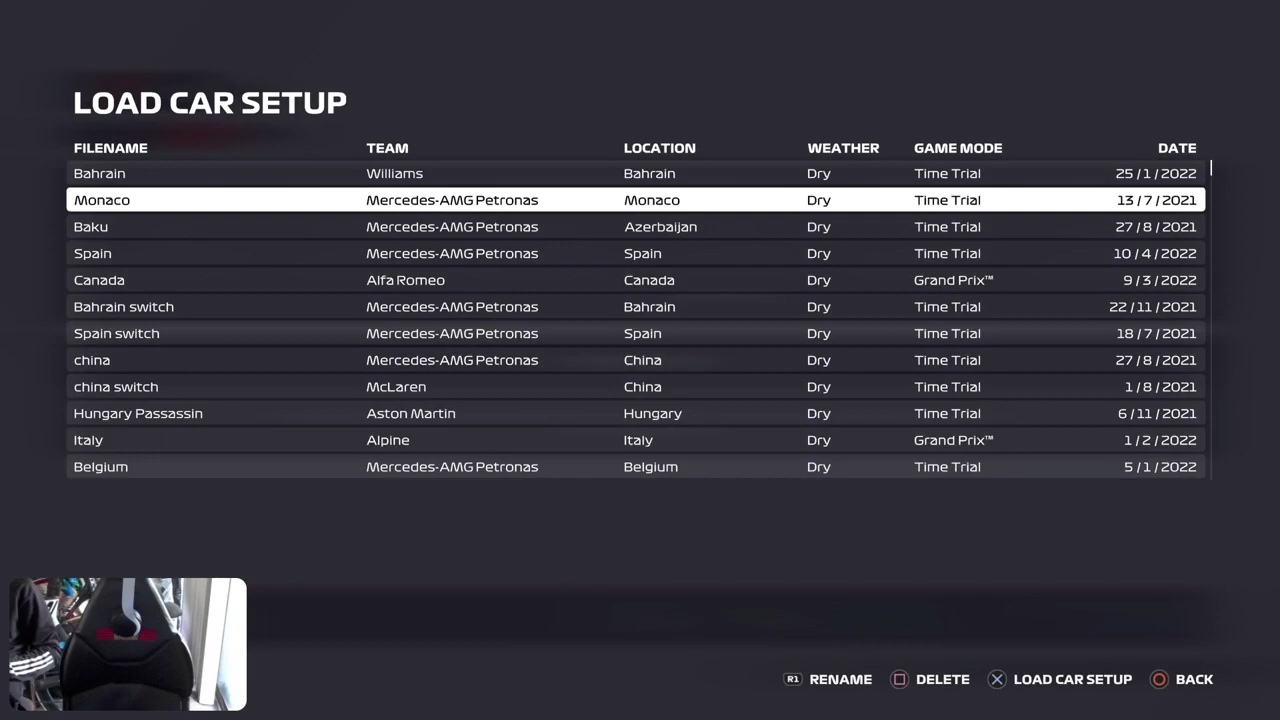 LOAD CAR SETUP
FILENAME TEAM LOCATION WEATHER GAME MODE DATE
Bahrain Williams Bahrain Dry Time Trial 25/1/2022
Monaco Mercedes-AMG Petronas Monaco Dry Time Trial 13/7/2021
Baku Mercedes-AMG Petronas Azerbaijan Dry Time Trial 27/8/2021
Spain Mercedes-AMG Petronas Spain Dry Time Trial 10/4/2022
Canada Alfa Romeo Canada Dry Grand Prix™ 9/3/2022
Bahrain switch Mercedes-AMG Petronas Bahrain Dry Time Trial 22/11/2021
Spain switch Mercedes-AMG Petronas Spain Dry Time Trial 18/7/2021
china Mercedes-AMG Petronas China Dry Time Trial 27/8/2021
china switch McLaren China Dry Time Trial 1/8/2021
Hungary Passassin Aston Martin Hungary Dry Time Trial 6/11/2021
Italy Alpine Italy Dry Grand Prix™ 1/2/2022
Belgium Mercedes-AMG Petronas Belgium Dry Time Trial 5/1/2022
R1 RENAME DELETE LOAD CAR SETUP BACK